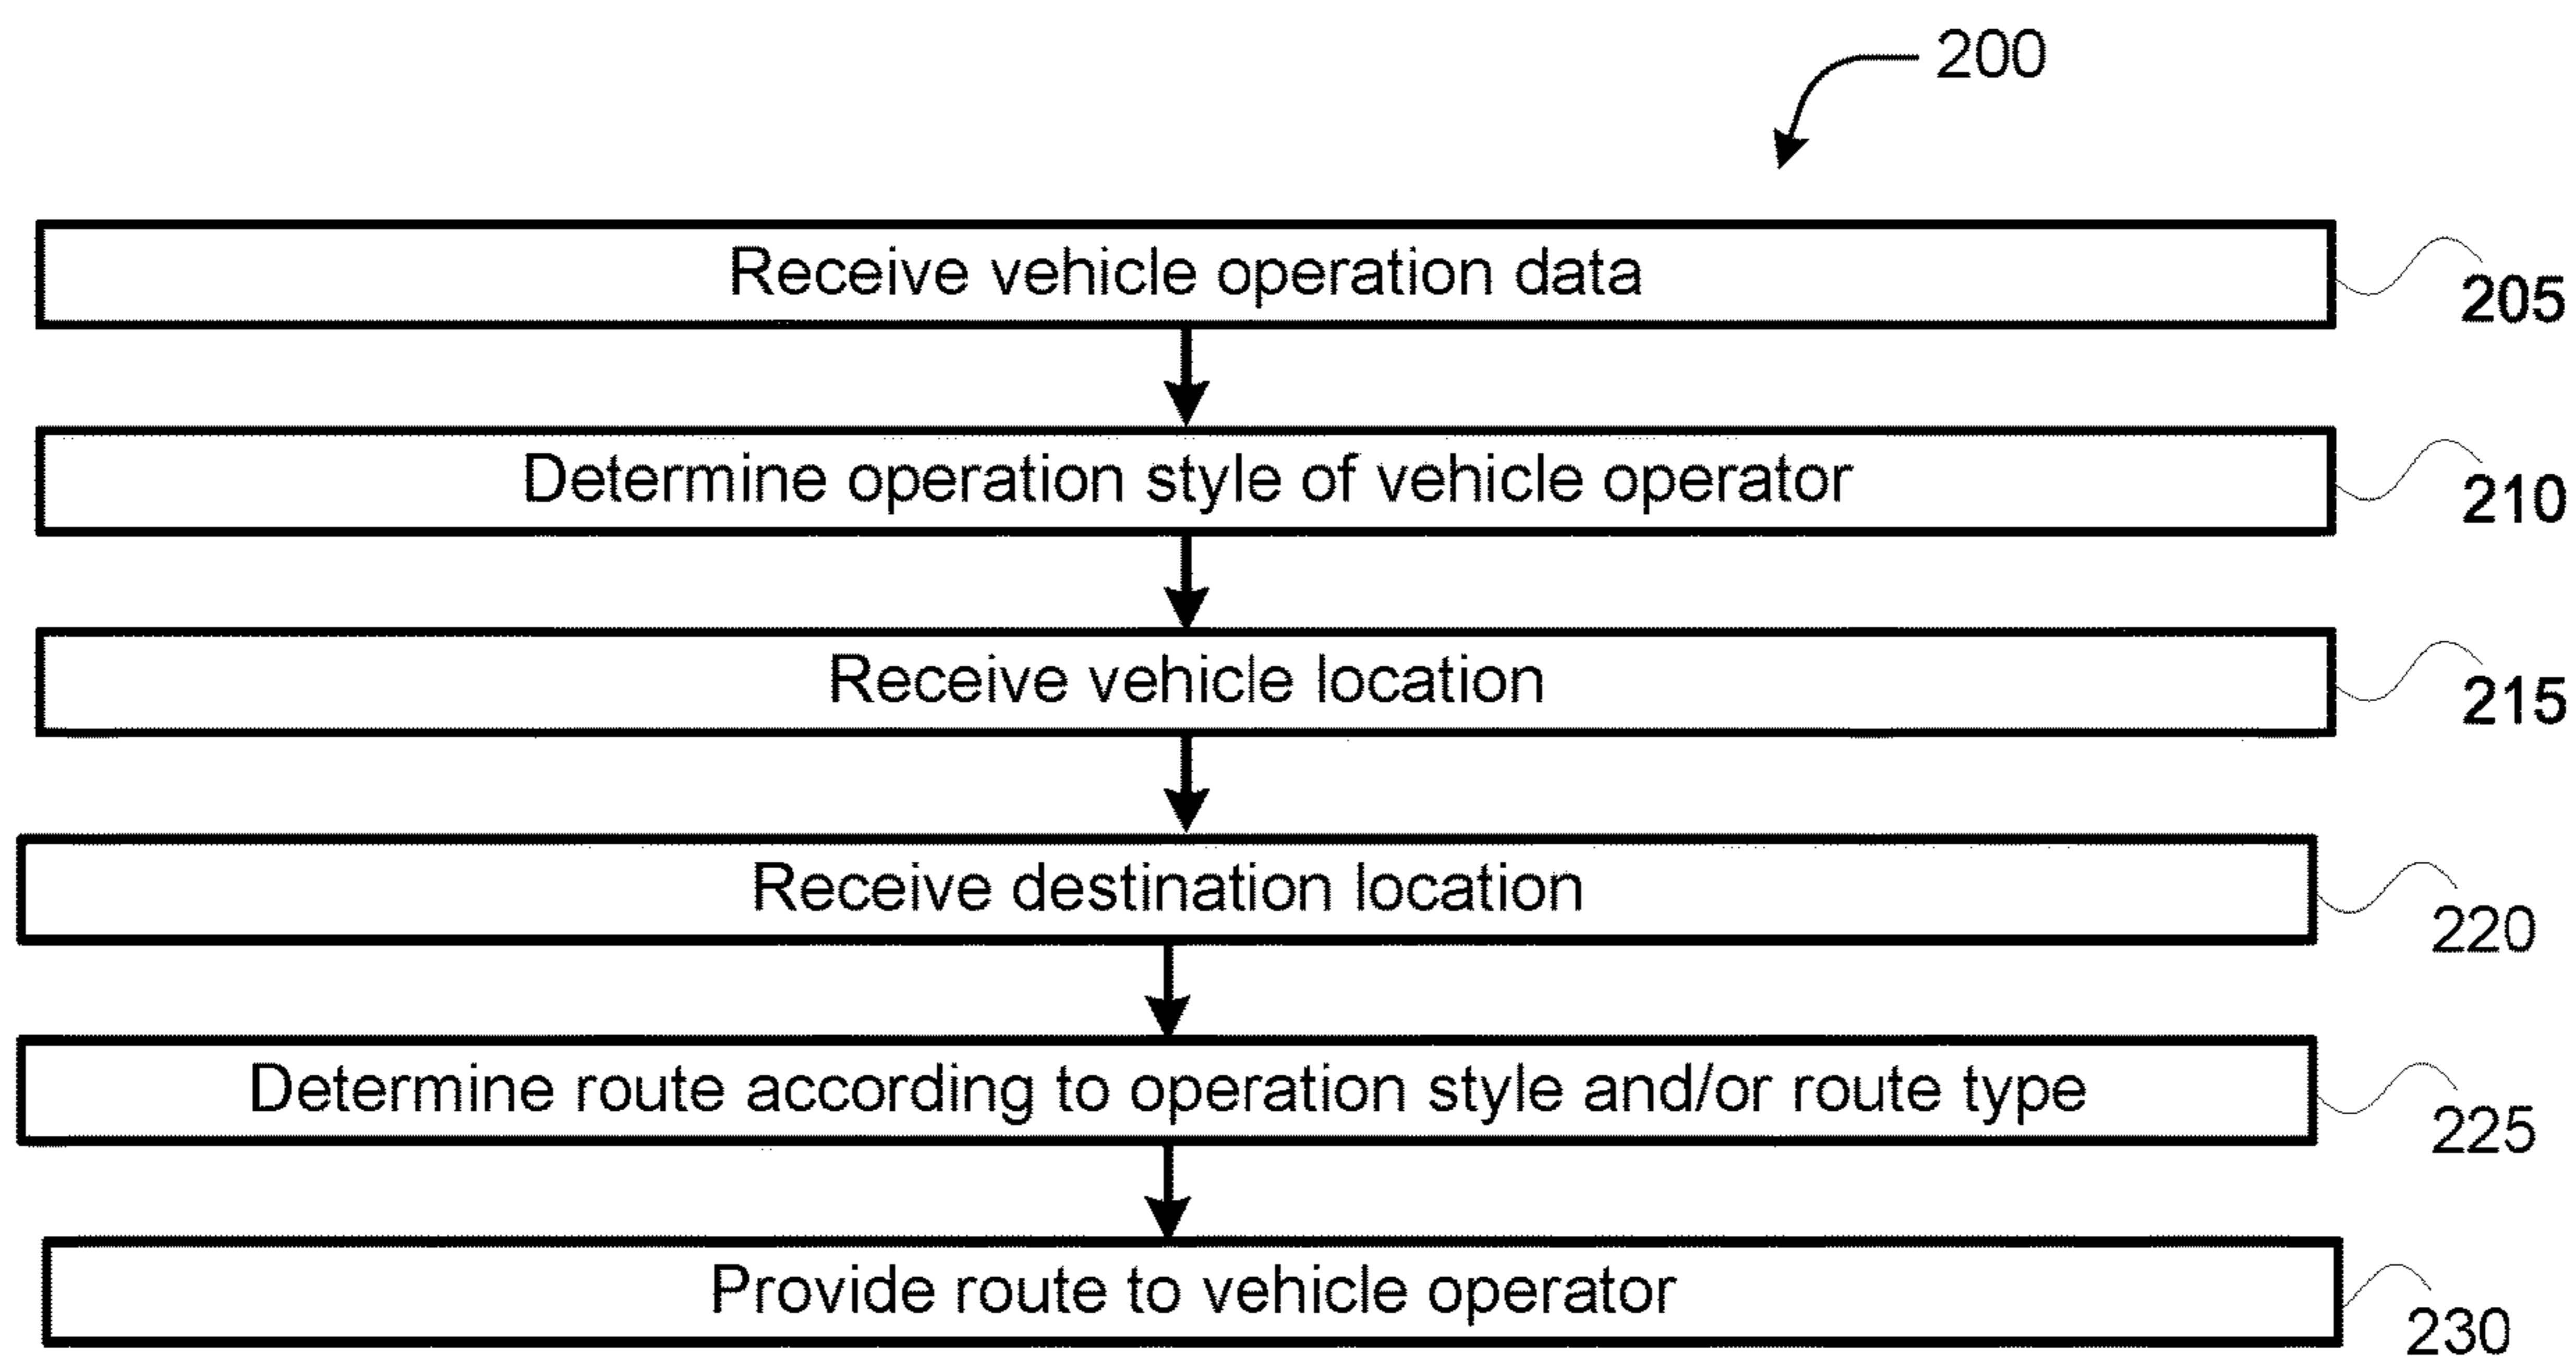 200
Receive vehicle operation data
205
Determine operation style of vehicle operator
210
Receive vehicle location
215
Receive destination location
220
Determine route according to operation style and/or route type
225
Provide route to vehicle operator
230